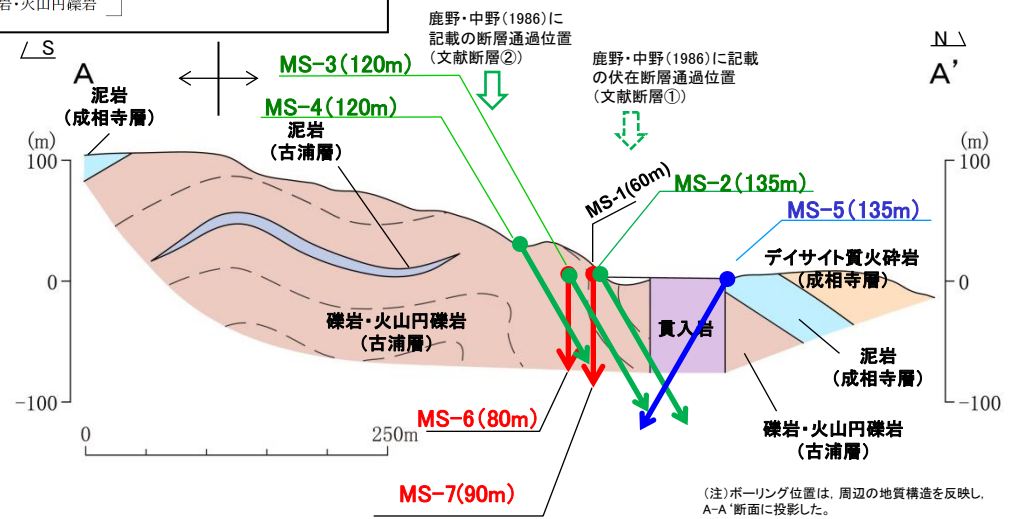 岩・火山円礫岩
S
A
N
A'
鹿野・中野(1986)に
記載の断層通過位置
(文献断層②)
鹿野・中野(1986)に記載
の伏在断層通過位置
(文献断層①)
MS-3(120m)
MS-4(120m)
泥岩
(成相寺層)
泥岩
(古浦層)
MS-1(60m)
MS-2(135m)
MS-5(135m)
(m)
100
0
-100
(m)
100
0
-100
デイサイト質火砕岩
(成相寺層)
礫岩・火山円礫岩
(古浦層)
貫入岩
泥岩
(成相寺層)
礫岩・火山円礫岩
(古浦層)
MS-6(80m)
MS-7(90m)
0
250m
(注)ボーリング位置は,周辺の地質構造を反映し,
A-A'断面に投影した。